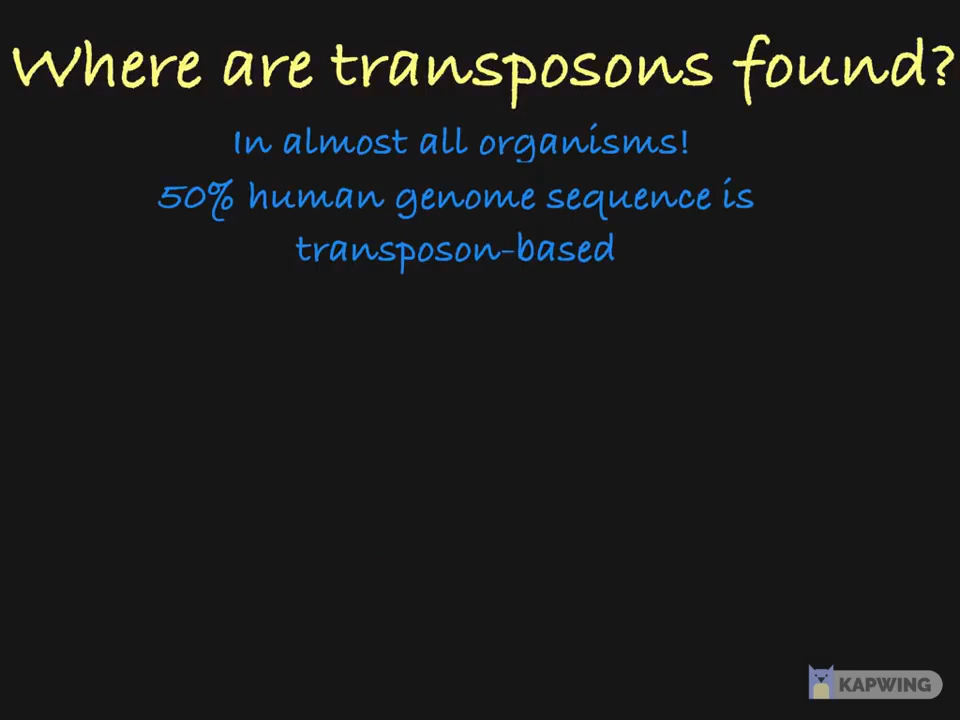 Where are transposons found?
In almost all organisms!
50% human genome sequence is
transposon-based
KAPWING